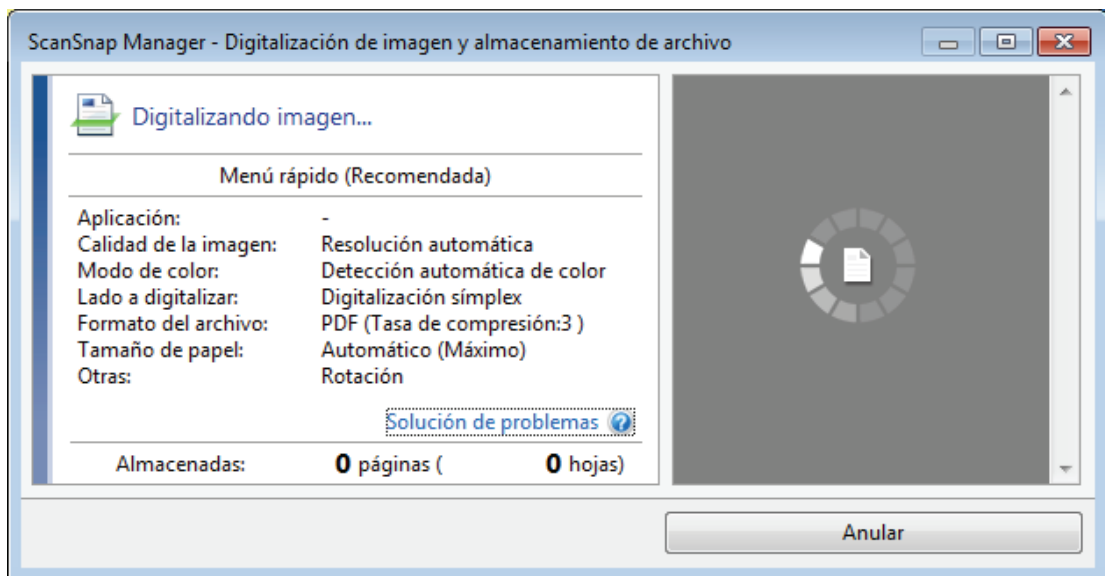 ScanSnap Manager - Digitalización de imagen y almacenamiento de archivo
Digitalizando imagen...
Menú rápido (Recomendada)
Aplicación: -
Calidad de la imagen: Resolución automática
Modo de color: Detección automática de color
Lado a digitalizar: Digitalización símplex
Formato del archivo: PDF (Tasa de compresión:3 )
Tamaño de papel: Automático (Máximo)
Otras: Rotación
Solución de problemas ?
Almacenadas: 0 páginas ( 0 hojas)
Anular